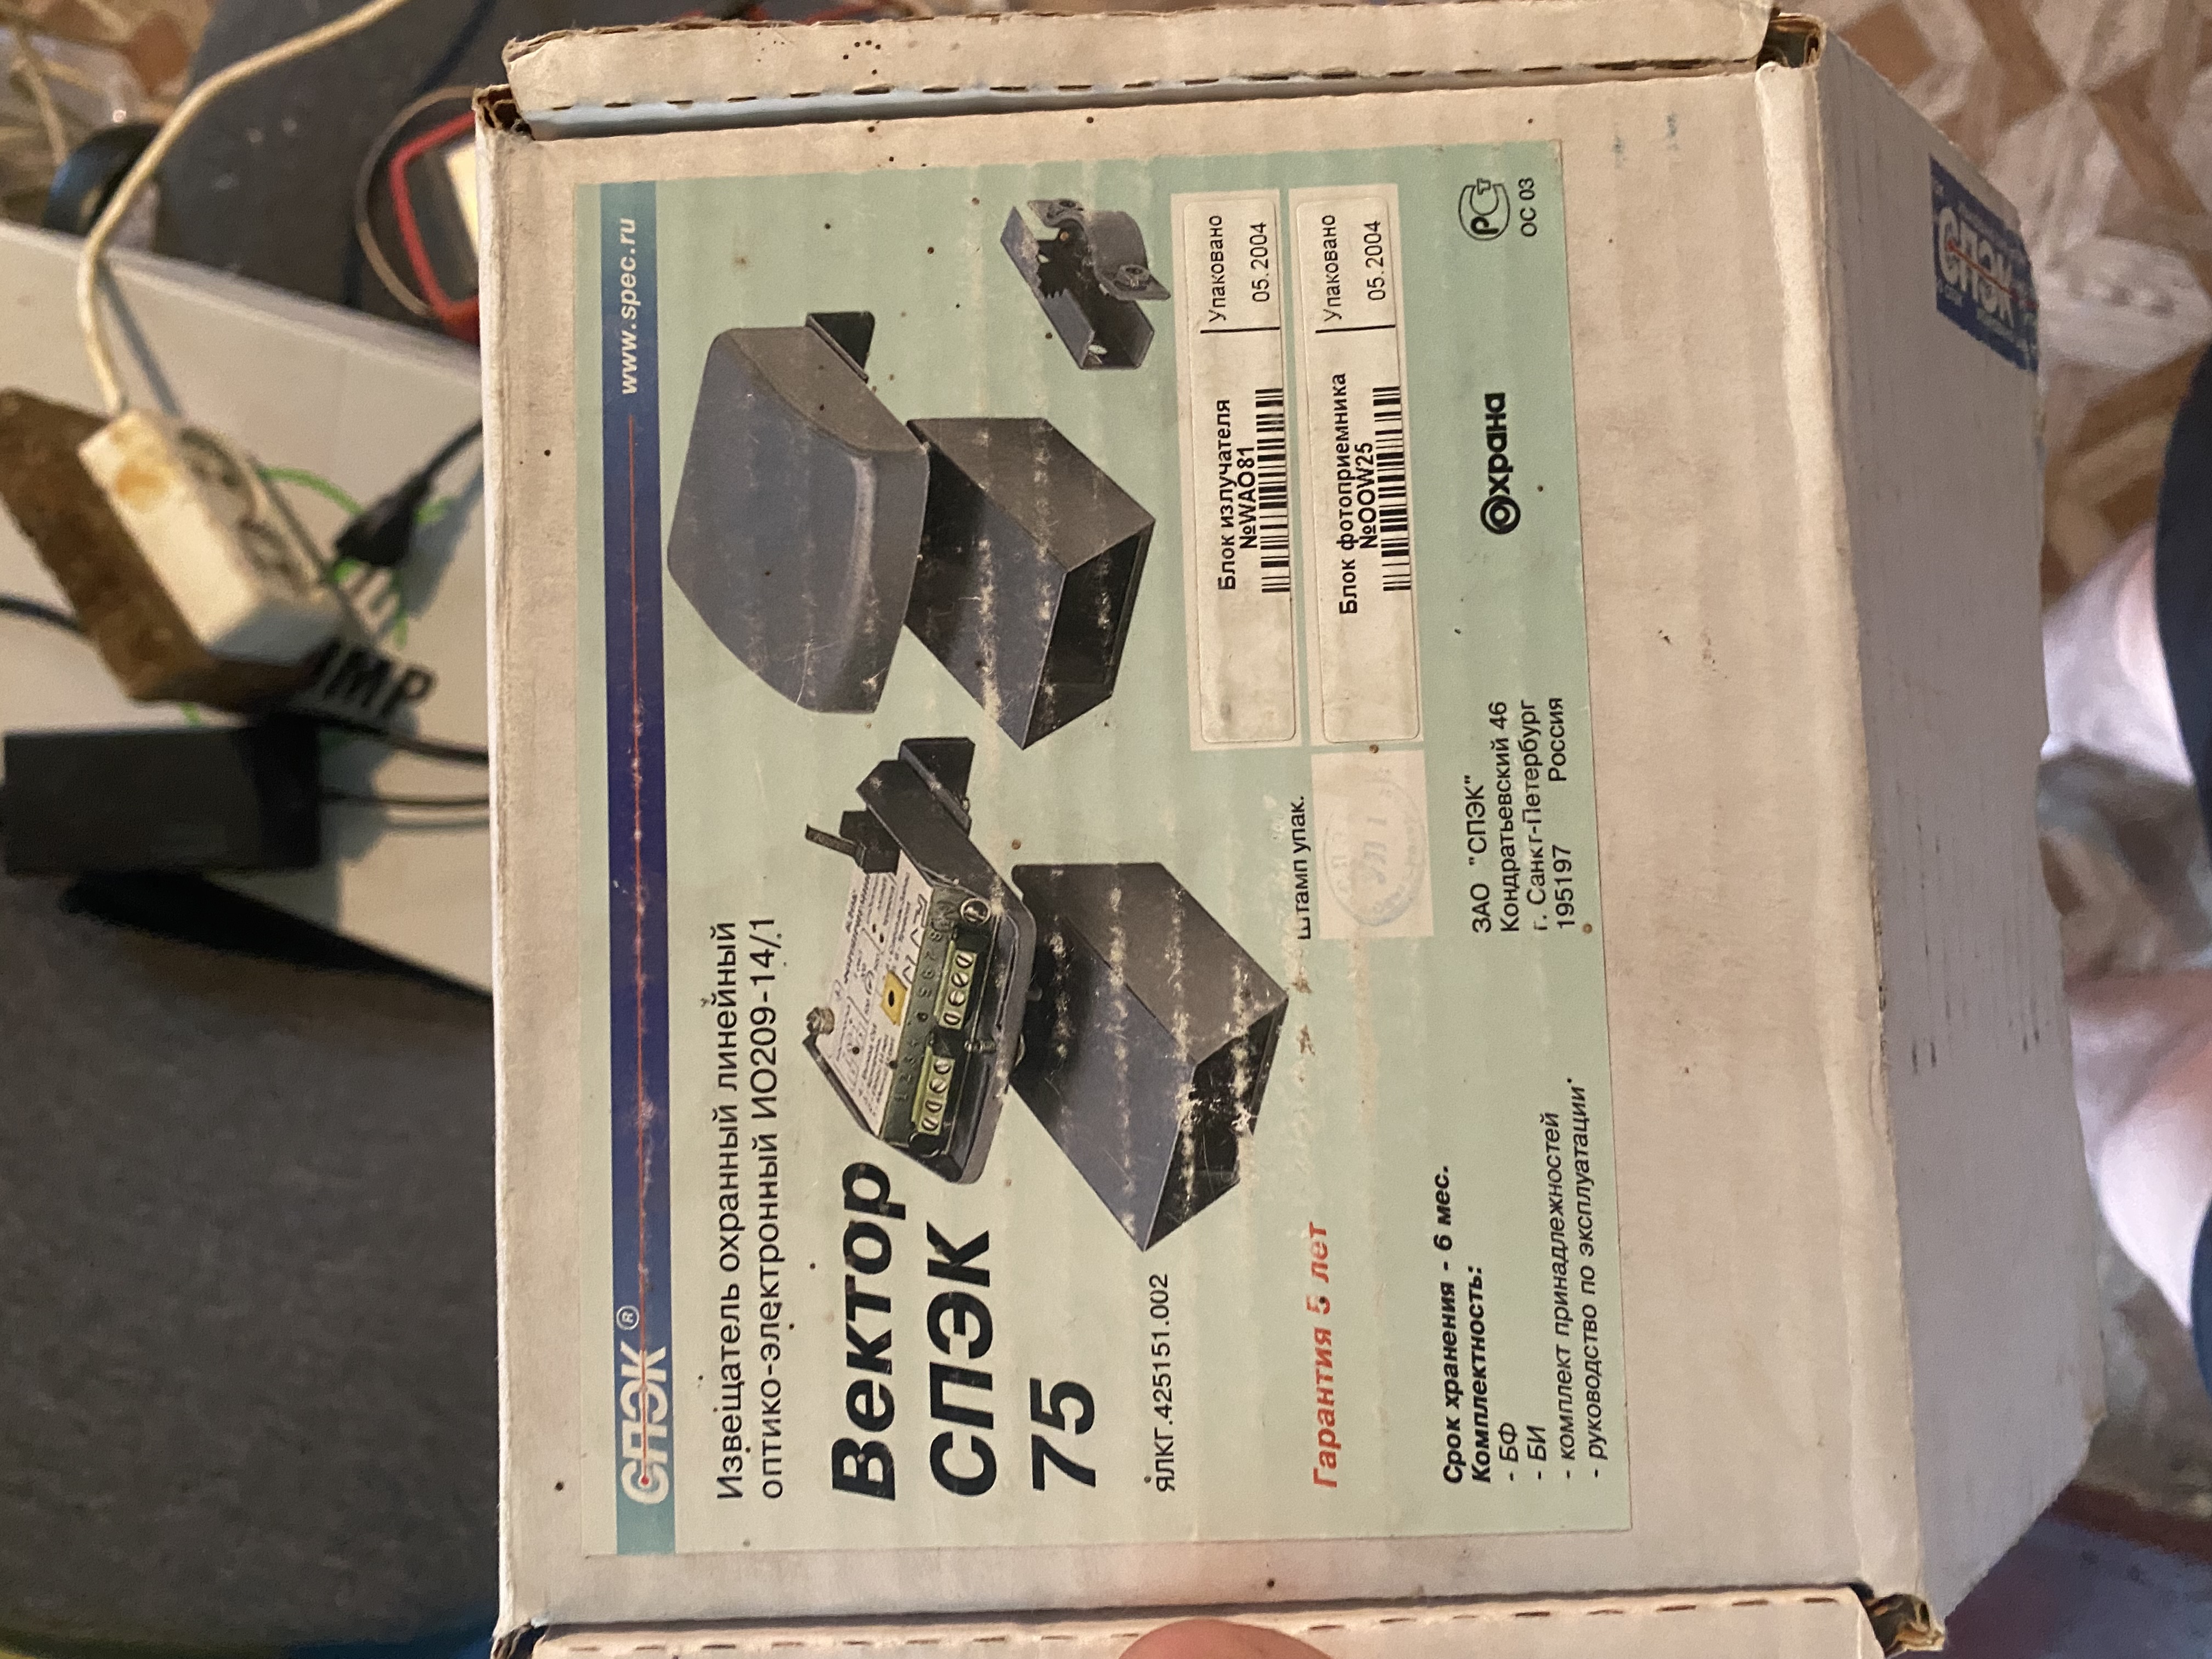 СПЭК ®
www.spec.ru
Извещатель охранный линейный
оптико-электронный ИО209-14/1
Вектор
СПЭК
75
ЯЛКГ.425151.002
Гарантия 5 лет
штамп упак.
Блок излучателя
№WAO81
Упаковано
05.2004
Блок фотоприемника
№OOW25
Упаковано
05.2004
Срок хранения - 6 мес.
Комплектность:
- БФ
- БИ
- комплект принадлежностей
- руководство по эксплуатации
ЗАО "СПЭК"
Кондратьевский 46
г. Санкт-Петербург
195197 Россия
Охрана
РСТ
ОС 03
СПЭК